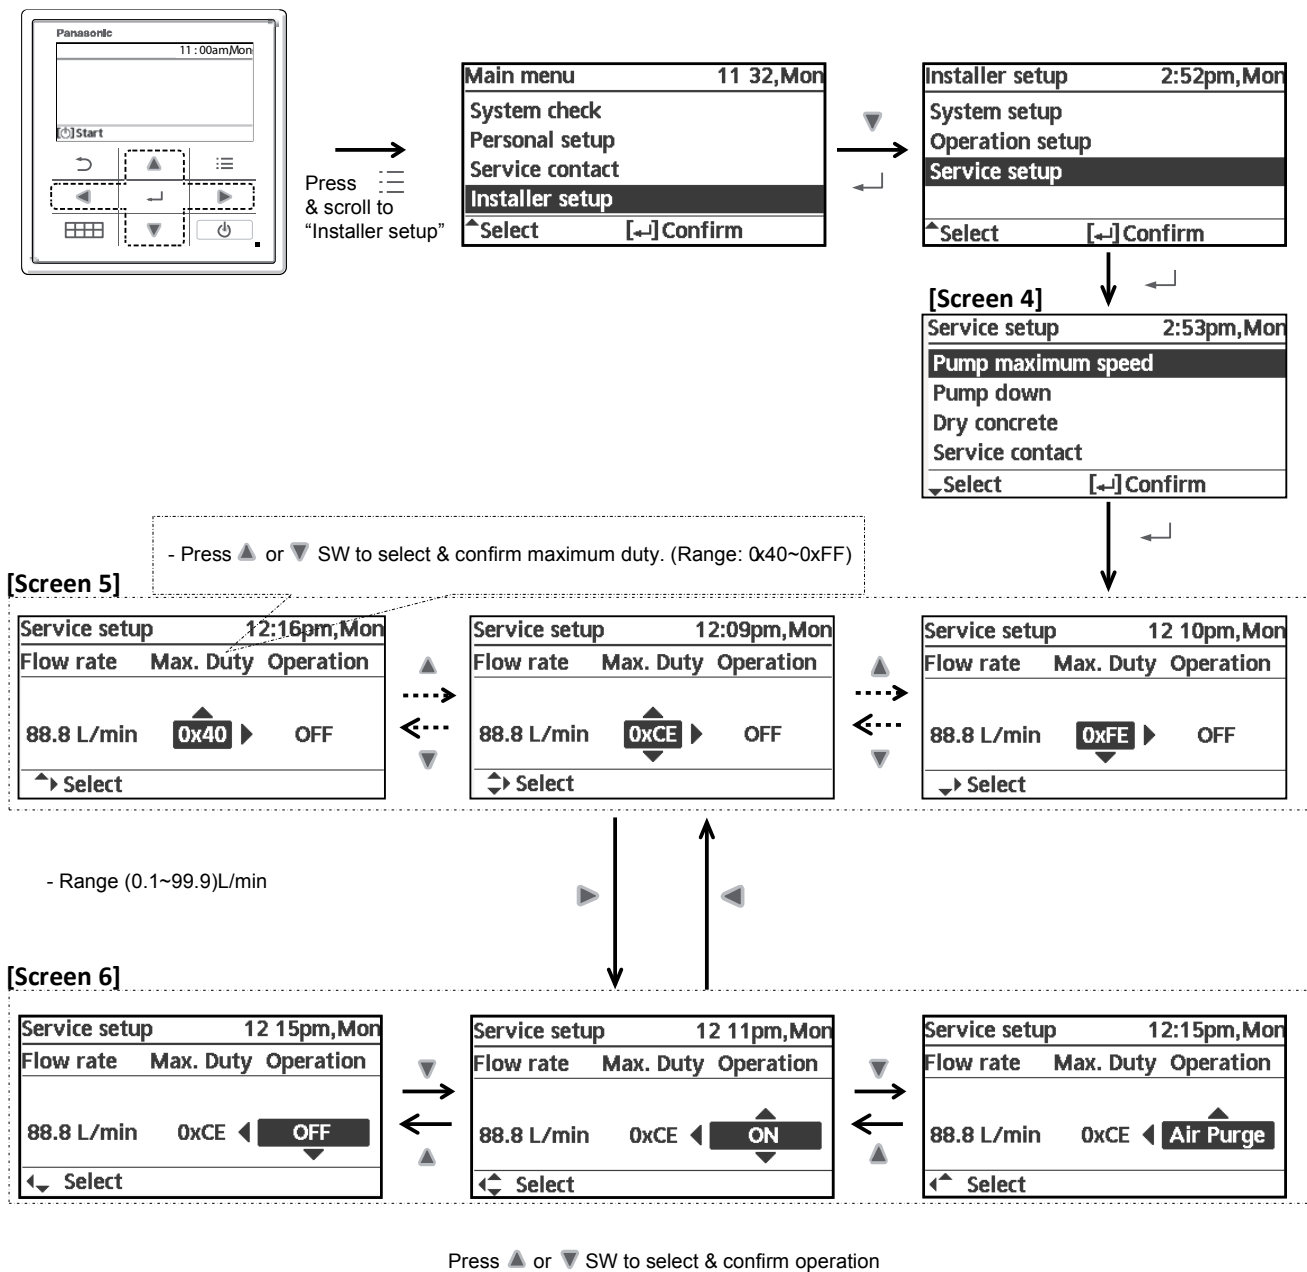 Panasonic
11:00am,Mon
[⏻]Start
Press
& scroll to
“Installer setup”
Main menu 11 32,Mon
System check
Personal setup
Service contact
Installer setup
Select [↵]Confirm
Installer setup 2:52pm,Mon
System setup
Operation setup
Service setup
Select [↵]Confirm
[Screen 4]
Service setup 2:53pm,Mon
Pump maximum speed
Pump down
Dry concrete
Service contact
Select [↵]Confirm
- Press ▲ or ▼ SW to select & confirm maximum duty. (Range: 0x40~0xFF)
[Screen 5]
Service setup 12:16pm,Mon
Flow rate Max. Duty Operation
88.8 L/min 0x40 OFF
Select
Service setup 12:09pm,Mon
Flow rate Max. Duty Operation
88.8 L/min 0xCE OFF
Select
Service setup 12 10pm,Mon
Flow rate Max. Duty Operation
88.8 L/min 0xFE OFF
Select
- Range (0.1~99.9)L/min
[Screen 6]
Service setup 12 15pm,Mon
Flow rate Max. Duty Operation
88.8 L/min 0xCE OFF
Select
Service setup 12 11pm,Mon
Flow rate Max. Duty Operation
88.8 L/min 0xCE ON
Select
Service setup 12:15pm,Mon
Flow rate Max. Duty Operation
88.8 L/min 0xCE Air Purge
Select
Press ▲ or ▼ SW to select & confirm operation